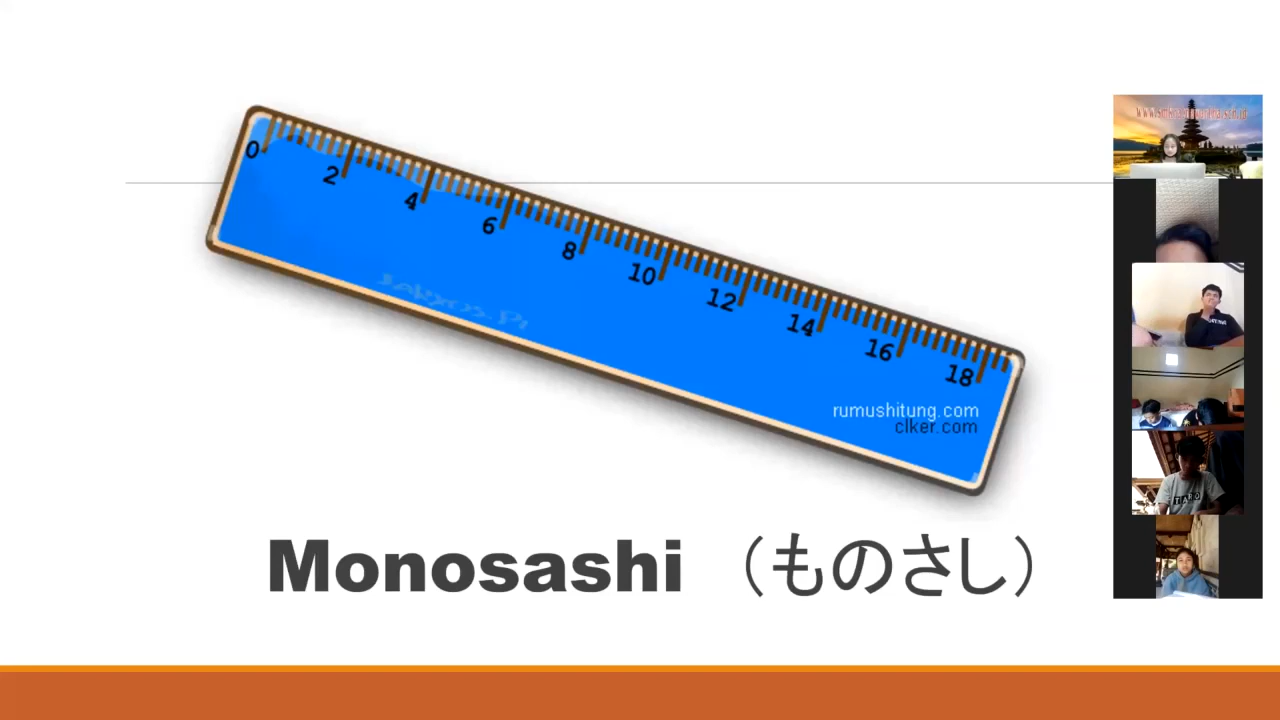 0 2 4 6 8 10 12 14 16 18
rumushitung.com
clker.com
Monosashi （ものさし）
TARO